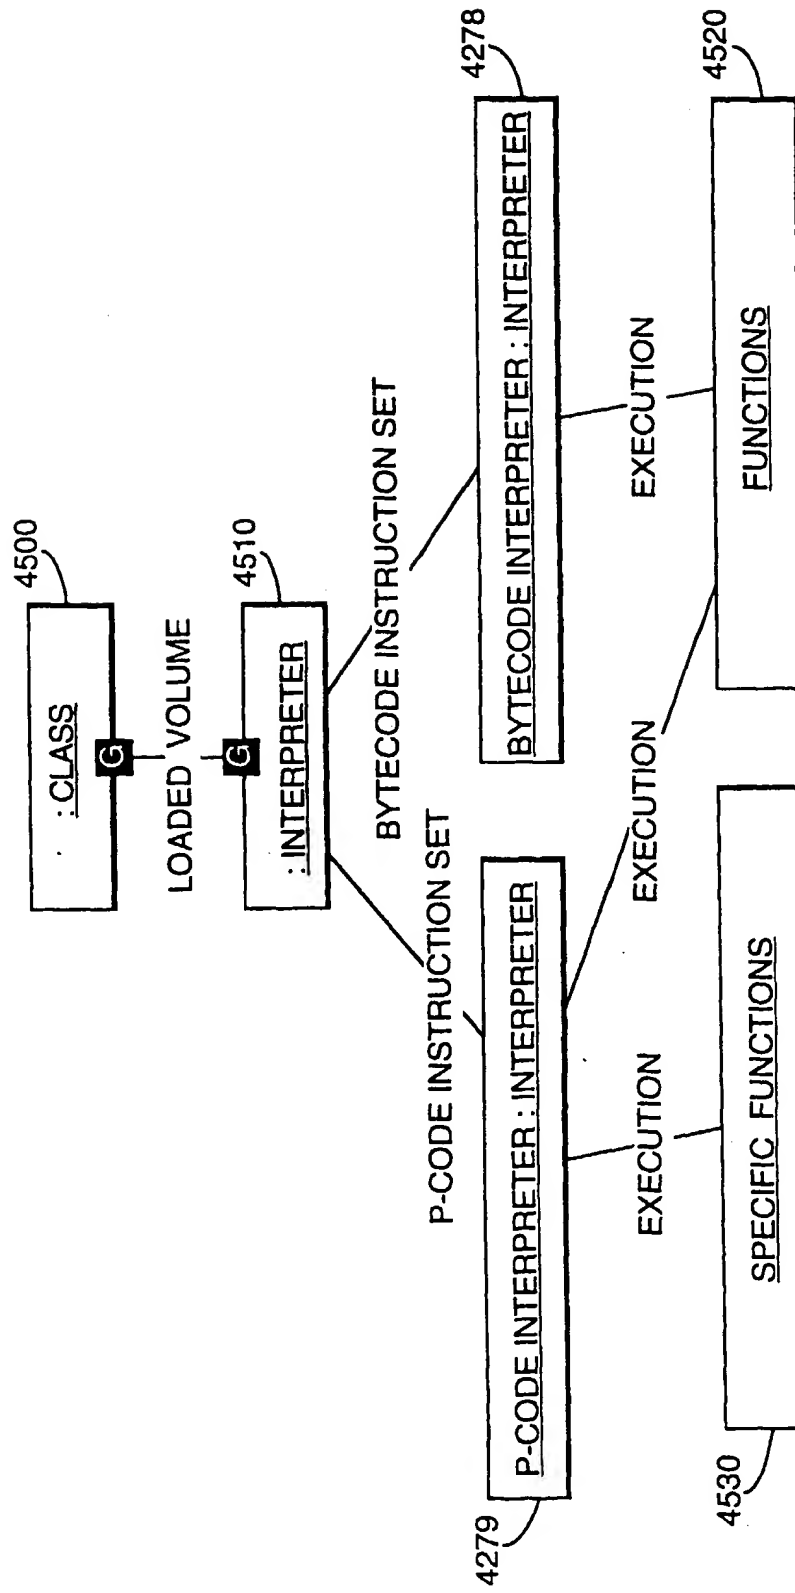 4500
: CLASS
G
LOADED VOLUME
G
4510
: INTERPRETER
P-CODE INSTRUCTION SET
BYTECODE INSTRUCTION SET
4279
P-CODE INTERPRETER : INTERPRETER
4278
BYTECODE INTERPRETER : INTERPRETER
EXECUTION
EXECUTION
EXECUTION
4530
SPECIFIC FUNCTIONS
4520
FUNCTIONS